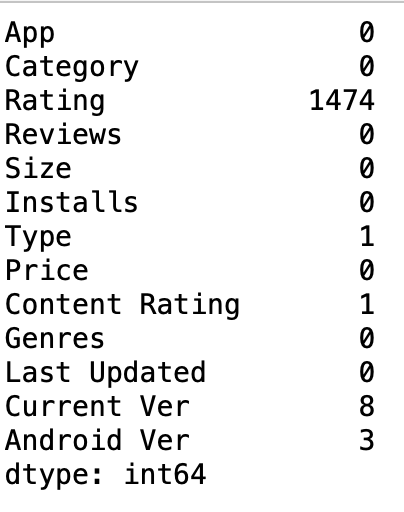 App 0
Category 0
Rating 1474
Reviews 0
Size 0
Installs 0
Type 1
Price 0
Content Rating 1
Genres 0
Last Updated 0
Current Ver 8
Android Ver 3
dtype: int64